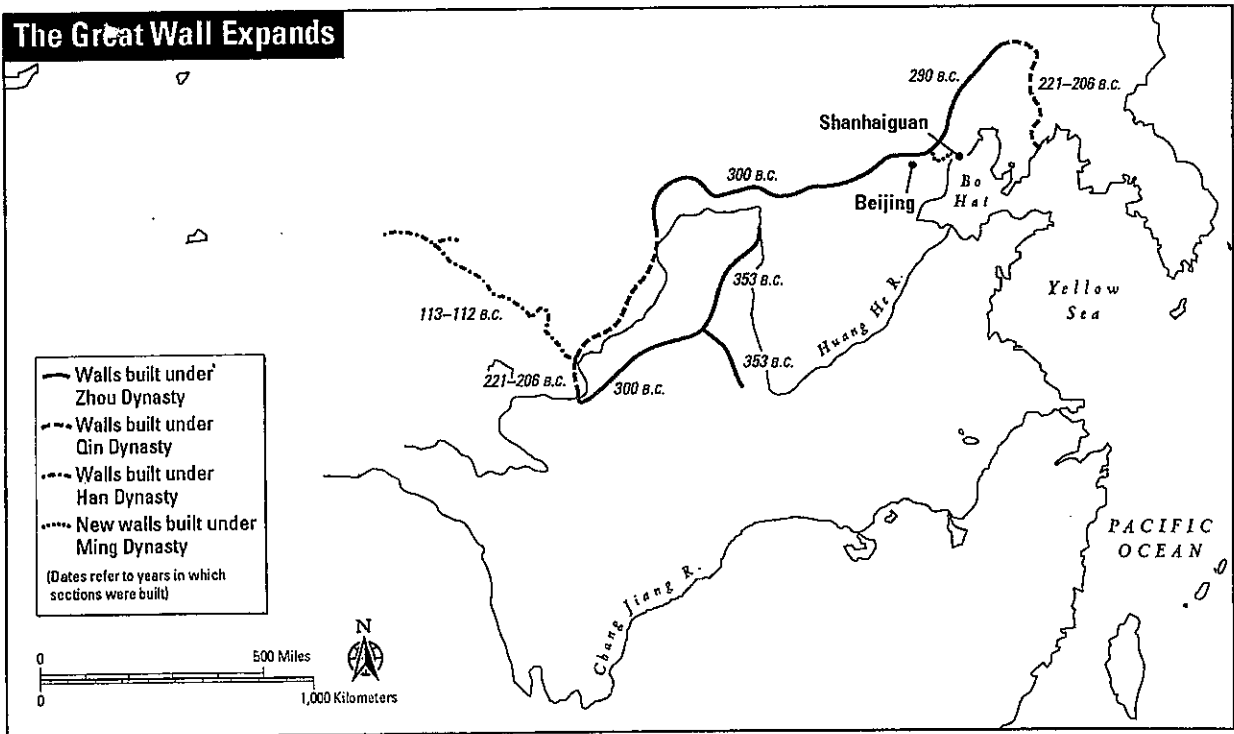 The Great Wall Expands
290 B.C.
221–206 B.C.
Shanhaiguan
300 B.C.
Beijing
Bo
Hai
353 B.C.
Yellow
Sea
113–112 B.C.
Huang He R.
353 B.C.
221–206 B.C.
300 B.C.
Walls built under
Zhou Dynasty
Walls built under
Qin Dynasty
Walls built under
Han Dynasty
New walls built under
Ming Dynasty
(Dates refer to years in which
sections were built)
PACIFIC
OCEAN
Chang Jiang R.
N
0
500 Miles
0
1,000 Kilometers